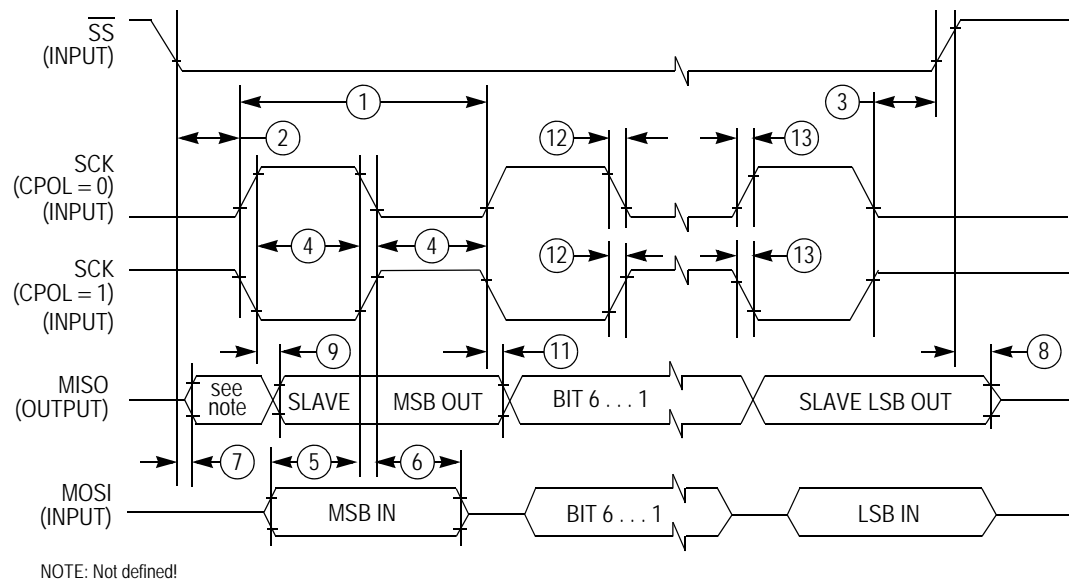 SS
(INPUT)
1
3
2
12
13
SCK
(CPOL = 0)
(INPUT)
4
4
SCK
(CPOL = 1)
(INPUT)
12
13
9
11
8
MISO
(OUTPUT)
see
note
SLAVE
MSB OUT
BIT 6 . . . 1
SLAVE LSB OUT
7
5
6
MOSI
(INPUT)
MSB IN
BIT 6 . . . 1
LSB IN
NOTE: Not defined!